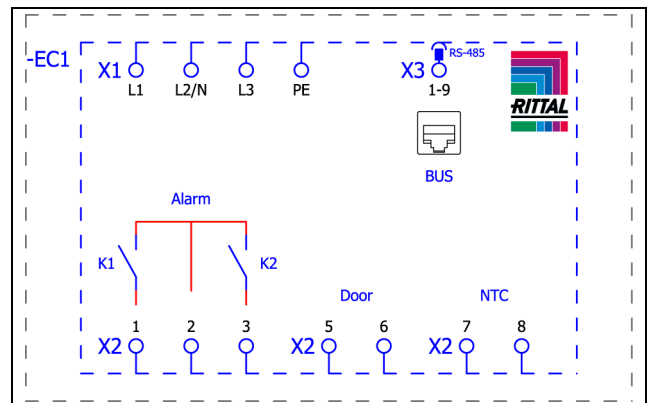 -EC1
X1
L1
L2/N
L3
PE
X3
RS-485
1-9
RITTAL
BUS
Alarm
K1
K2
Door
NTC
X2
1
2
3
X2
5
6
X2
7
8